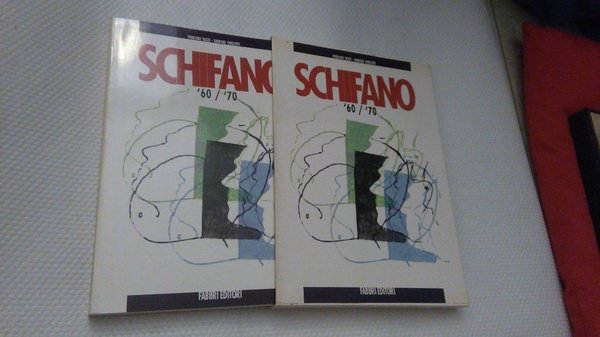 SCHIFANO
'60 / '70
FABBRI EDITORI
SCHIFANO
'60 / '70
FABBRI EDITORI